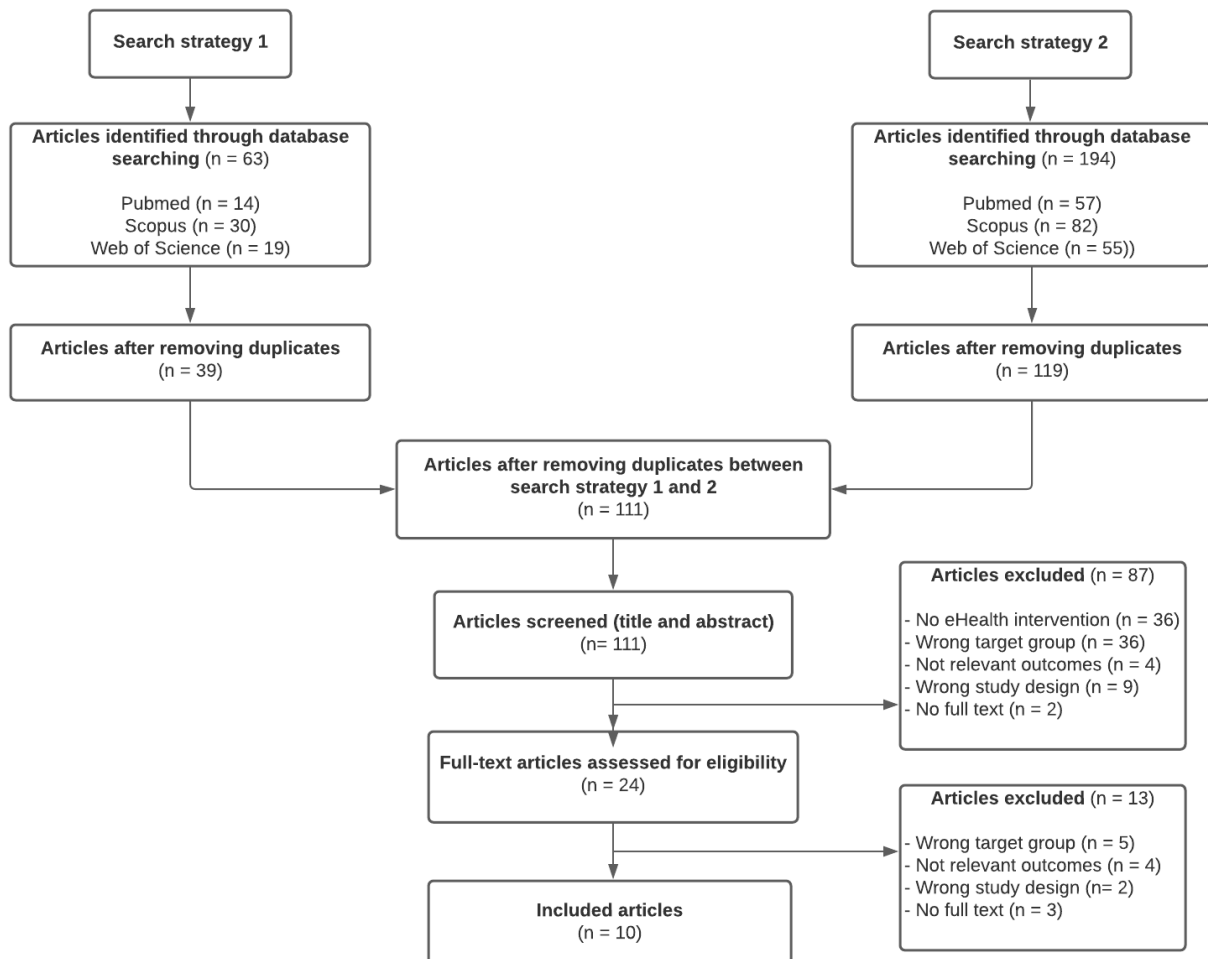 Search strategy 1
Search strategy 2
Articles identified through database
searching (n = 63)
Pubmed (n = 14)
Scopus (n = 30)
Web of Science (n = 19)
Articles identified through database
searching (n = 194)
Pubmed (n = 57)
Scopus (n = 82)
Web of Science (n = 55))
Articles after removing duplicates
(n = 39)
Articles after removing duplicates
(n = 119)
Articles after removing duplicates between
search strategy 1 and 2
(n = 111)
Articles screened (title and abstract)
(n= 111)
Articles excluded (n = 87)
- No eHealth intervention (n = 36)
- Wrong target group (n = 36)
- Not relevant outcomes (n = 4)
- Wrong study design (n = 9)
- No full text (n = 2)
Full-text articles assessed for eligibility
(n = 24)
Articles excluded (n = 13)
- Wrong target group (n = 5)
- Not relevant outcomes (n = 4)
- Wrong study design (n= 2)
- No full text (n = 3)
Included articles
(n = 10)